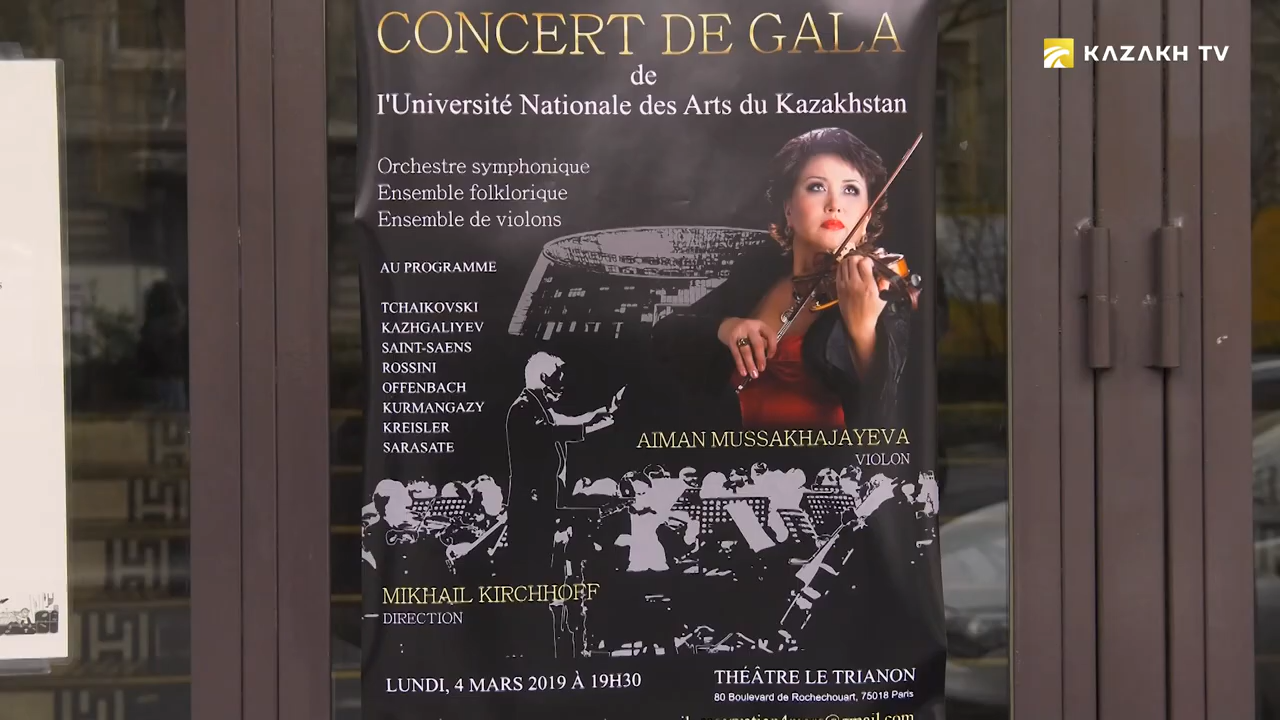 KAZAKH TV
CONCERT DE GALA
de
l'Université Nationale des Arts du Kazakhstan
Orchestre symphonique
Ensemble folklorique
Ensemble de violons
AU PROGRAMME
TCHAIKOVSKI
KAZHGALIYEV
SAINT-SAENS
ROSSINI
OFFENBACH
KURMANGAZY
KREISLER
SARASATE
AIMAN MUSSAKHAJAYEVA
VIOLON
MIKHAIL KIRCHHOFF
DIRECTION
LUNDI, 4 MARS 2019 À 19H30
THÉÂTRE LE TRIANON
80 Boulevard de Rochechouart, 75018 Paris